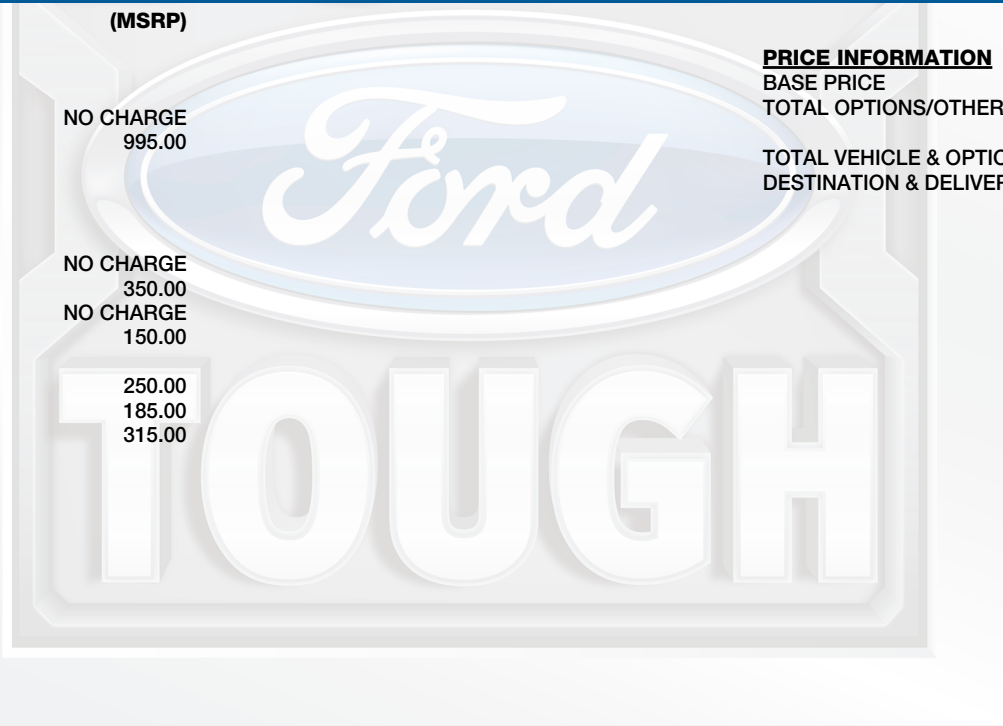 (MSRP)
NO CHARGE
995.00
NO CHARGE
350.00
NO CHARGE
150.00
250.00
185.00
315.00
PRICE INFORMATION
BASE PRICE
TOTAL OPTIONS/OTHER
TOTAL VEHICLE & OPTIO
DESTINATION & DELIVER
Ford
TOUGH